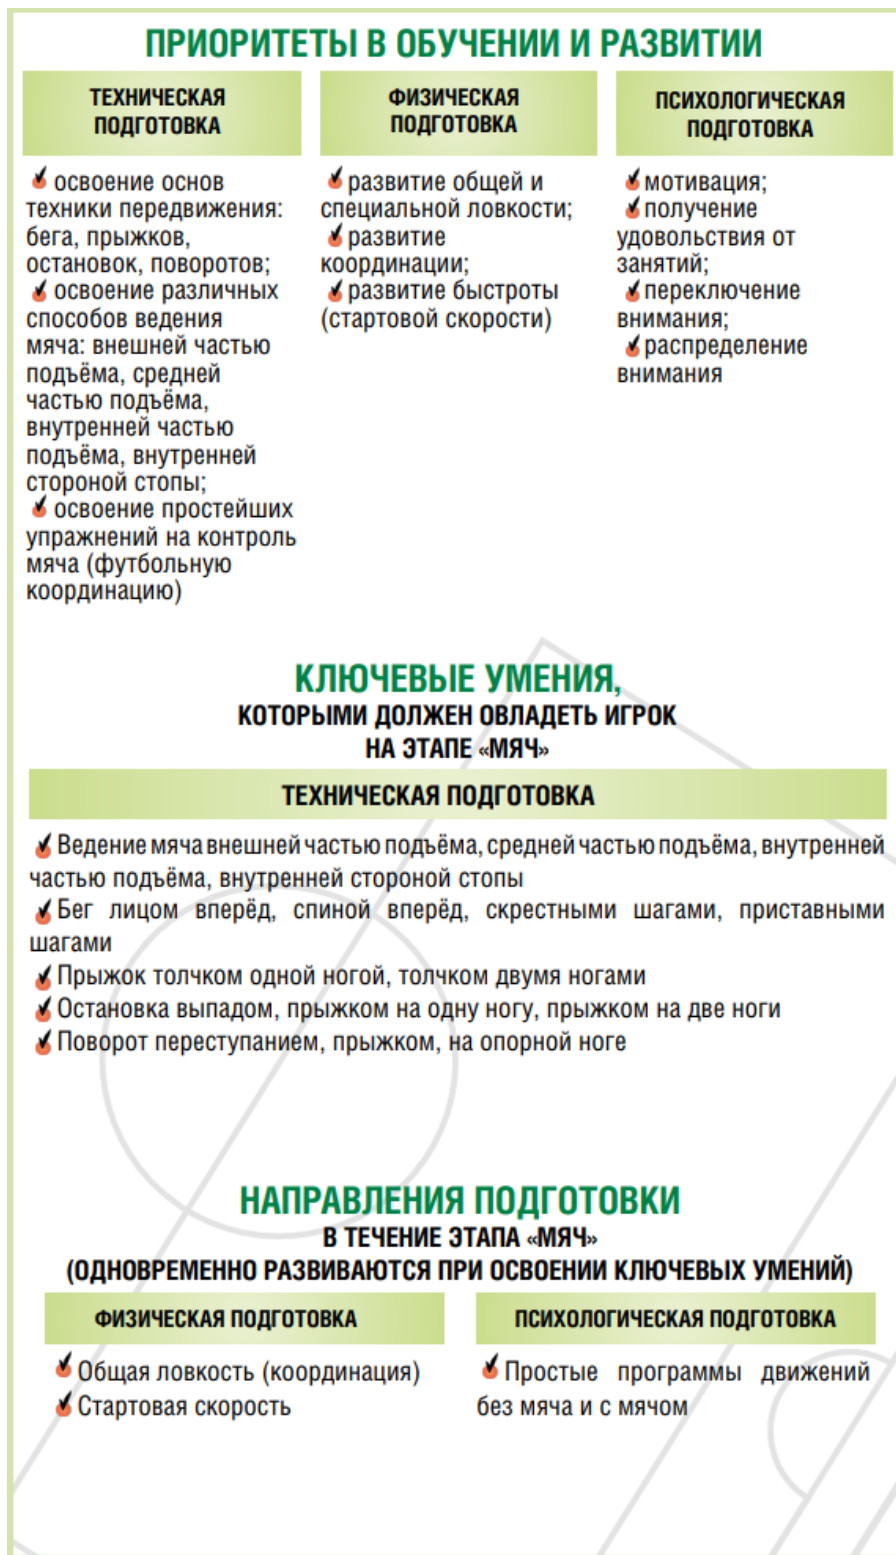 ПРИОРИТЕТЫ В ОБУЧЕНИИ И РАЗВИТИИ
ТЕХНИЧЕСКАЯ
ПОДГОТОВКА
освоение основ
техники передвижения:
бега, прыжков,
остановок, поворотов;
освоение различных
способов ведения
мяча: внешней частью
подъёма, средней
частью подъёма,
внутренней частью
подъёма, внутренней
стороной стопы;
освоение простейших
упражнений на контроль
мяча (футбольную
координацию)
ФИЗИЧЕСКАЯ
ПОДГОТОВКА
развитие общей и
специальной ловкости;
развитие
координации;
развитие быстроты
(стартовой скорости)
ПСИХОЛОГИЧЕСКАЯ
ПОДГОТОВКА
мотивация;
получение
удовольствия от
занятий;
переключение
внимания;
распределение
внимания
КЛЮЧЕВЫЕ УМЕНИЯ,
КОТОРЫМИ ДОЛЖЕН ОВЛАДЕТЬ ИГРОК
НА ЭТАПЕ «МЯЧ»
ТЕХНИЧЕСКАЯ ПОДГОТОВКА
Ведение мяча внешней частью подъёма, средней частью подъёма, внутренней
частью подъёма, внутренней стороной стопы
Бег лицом вперёд, спиной вперёд, скрестными шагами, приставными
шагами
Прыжок толчком одной ногой, толчком двумя ногами
Остановка выпадом, прыжком на одну ногу, прыжком на две ноги
Поворот переступанием, прыжком, на опорной ноге
НАПРАВЛЕНИЯ ПОДГОТОВКИ
В ТЕЧЕНИЕ ЭТАПА «МЯЧ»
(ОДНОВРЕМЕННО РАЗВИВАЮТСЯ ПРИ ОСВОЕНИИ КЛЮЧЕВЫХ УМЕНИЙ)
ФИЗИЧЕСКАЯ ПОДГОТОВКА
Общая ловкость (координация)
Стартовая скорость
ПСИХОЛОГИЧЕСКАЯ ПОДГОТОВКА
Простые программы движений
без мяча и с мячом